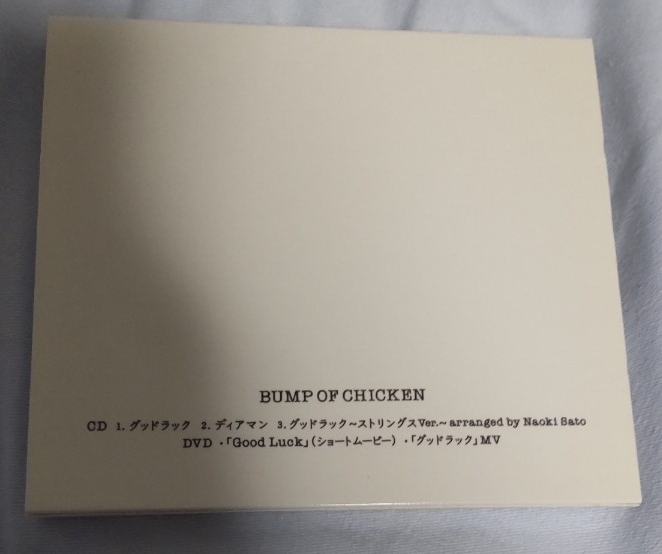 BUMP OF CHICKEN
CD 1. グッドラック 2. ディアマン 3. グッドラック~ストリングスVer.~ arranged by Naoki Sato
DVD ・「Good Luck」(ショートムービー) ・「グッドラック」MV